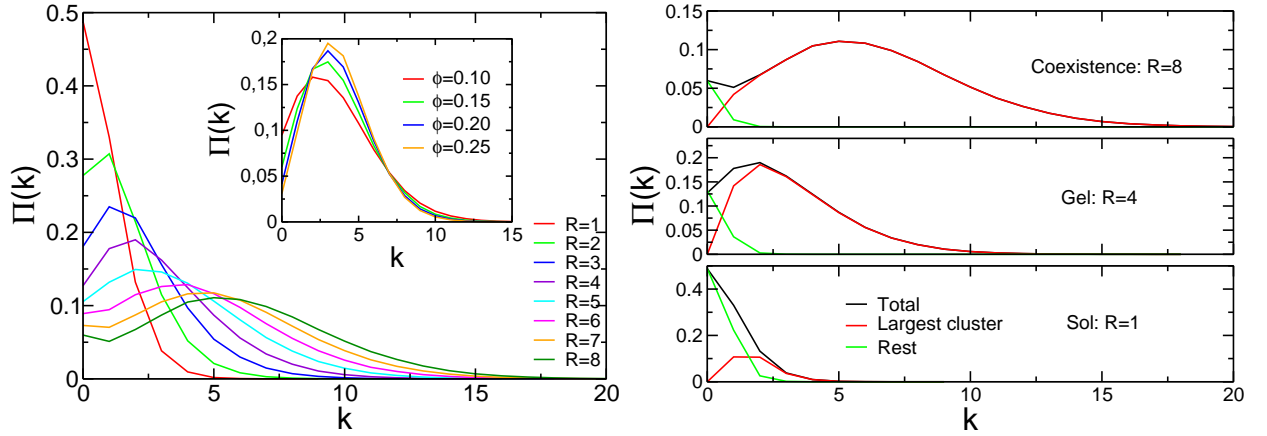 0.5
0.4
0.3
0.2
0.1
0
Π(k)
0
5
10
15
20
k
0,2
0,15
0,1
0,05
0
Π(k)
0
5
10
15
k
ϕ=0.10
ϕ=0.15
ϕ=0.20
ϕ=0.25
R=1
R=2
R=3
R=4
R=5
R=6
R=7
R=8
0.15
0.1
0.05
0
Coexistence: R=8
0.2
0.15
0.1
0.05
0
Π(k)
Gel: R=4
0.4
0.2
0
Total
Largest cluster
Rest
Sol: R=1
0
5
10
15
20
k